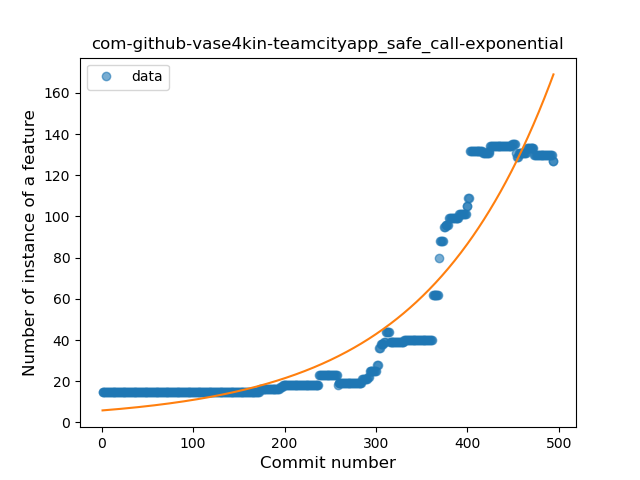 com-github-vase4kin-teamcityapp_safe_call-exponential
data
Number of instance of a feature
160
140
120
100
80
60
40
20
0
0 100 200 300 400 500
Commit number